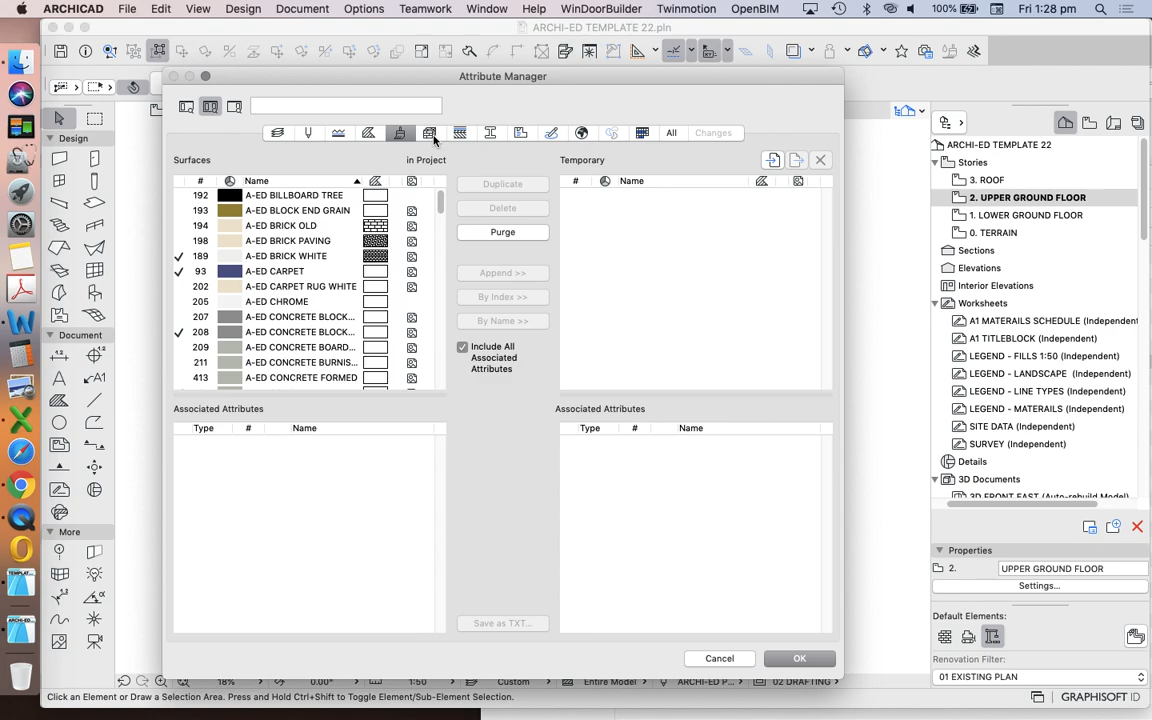 ARCHICAD File Edit View Design Document Options Teamwork Window Help WinDoorBuilder Twinmotion OpenBIM 100% Fri 1:28 pm
ARCHI-ED TEMPLATE 22.pln
Attribute Manager
All Changes
Surfaces in Project
# Name
192 A-ED BILLBOARD TREE
193 A-ED BLOCK END GRAIN
194 A-ED BRICK OLD
198 A-ED BRICK PAVING
189 A-ED BRICK WHITE
93 A-ED CARPET
202 A-ED CARPET RUG WHITE
205 A-ED CHROME
207 A-ED CONCRETE BLOCK...
208 A-ED CONCRETE BLOCK...
209 A-ED CONCRETE BOARD...
211 A-ED CONCRETE BURNIS...
413 A-ED CONCRETE FORMED
Duplicate
Delete
Purge
Append >>
By Index >>
By Name >>
Include All
Associated
Attributes
Temporary
# Name
Associated Attributes
Type # Name
Associated Attributes
Type # Name
Save as TXT...
Cancel OK
Design
Document
More
ARCHI-ED TEMPLATE 22
Stories
3. ROOF
2. UPPER GROUND FLOOR
1. LOWER GROUND FLOOR
0. TERRAIN
Sections
Elevations
Interior Elevations
Worksheets
A1 MATERAILS SCHEDULE (Independent
A1 TITLEBLOCK (Independent)
LEGEND - FILLS 1:50 (Independent)
LEGEND - LANDSCAPE (Independent)
LEGEND - LINE TYPES (Independent)
LEGEND - MATERAILS (Independent)
SITE DATA (Independent)
SURVEY (Independent)
Details
3D Documents
3D FRONT EAST (Auto-rebuild Model)
Properties
2. UPPER GROUND FLOOR
Settings...
Default Elements:
Renovation Filter:
01 EXISTING PLAN
18% 0.00° 1:50 Custom Entire Model ARCHI-ED P... 02 DRAFTING
Click an Element or Draw a Selection Area. Press and Hold Ctrl+Shift to Toggle Element/Sub-Element Selection.
GRAPHISOFT ID